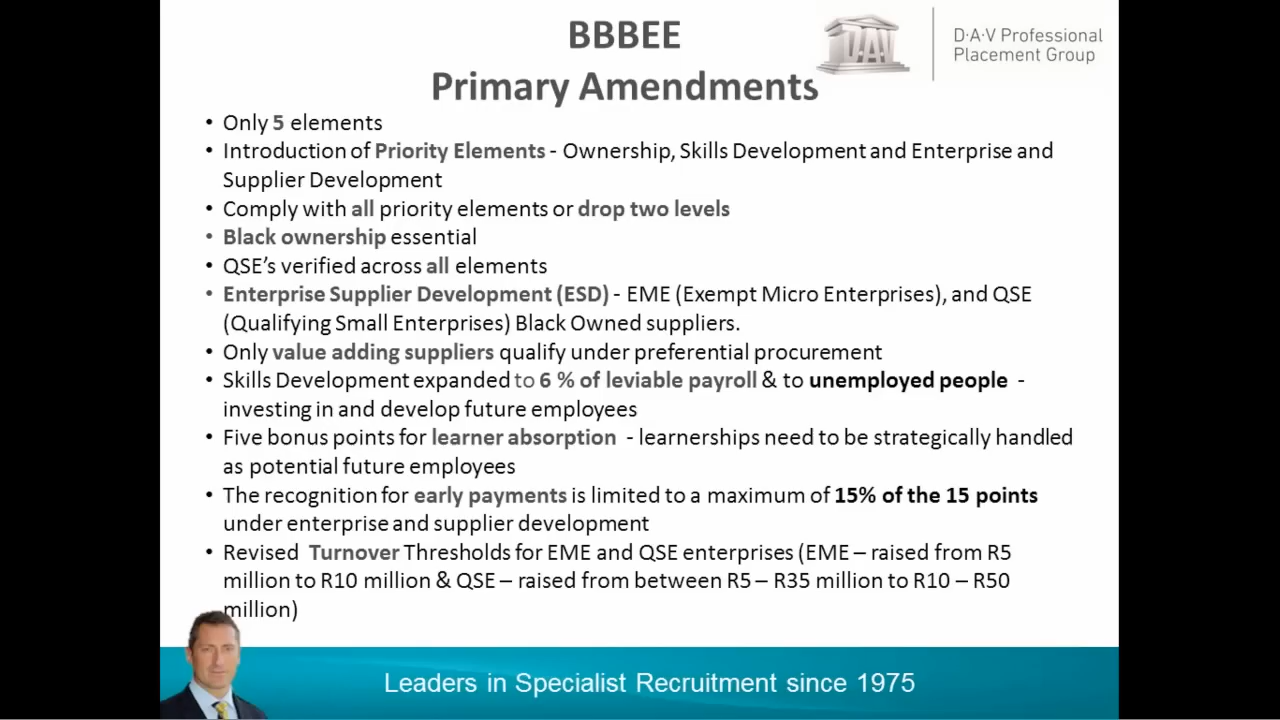 BBBEE
Primary Amendments
DAV
D·A·V Professional
Placement Group
• Only 5 elements
• Introduction of Priority Elements - Ownership, Skills Development and Enterprise and
Supplier Development
• Comply with all priority elements or drop two levels
• Black ownership essential
• QSE’s verified across all elements
• Enterprise Supplier Development (ESD) - EME (Exempt Micro Enterprises), and QSE
(Qualifying Small Enterprises) Black Owned suppliers.
• Only value adding suppliers qualify under preferential procurement
• Skills Development expanded to 6 % of leviable payroll & to unemployed people -
investing in and develop future employees
• Five bonus points for learner absorption - learnerships need to be strategically handled
as potential future employees
• The recognition for early payments is limited to a maximum of 15% of the 15 points
under enterprise and supplier development
• Revised Turnover Thresholds for EME and QSE enterprises (EME – raised from R5
million to R10 million & QSE – raised from between R5 – R35 million to R10 – R50
million)
Leaders in Specialist Recruitment since 1975